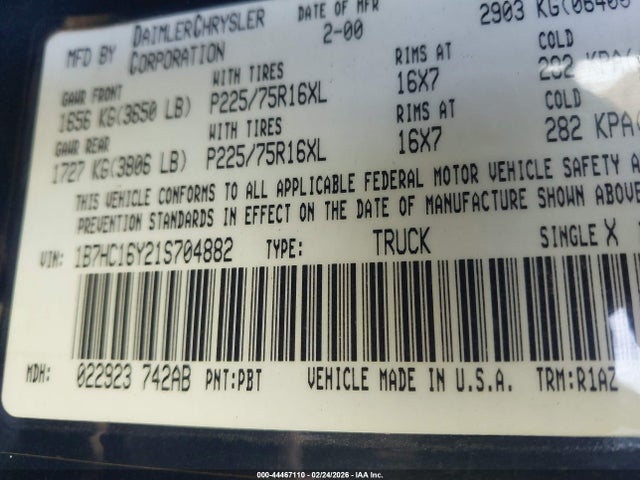 MFD BY DAIMLERCHRYSLER CORPORATION DATE OF MFR 2-00 2903 KG(06400
GAWR FRONT WITH TIRES RIMS AT COLD
1656 KG(3650 LB) P225/75R16XL 16X7 282 KPA(
GAWR REAR WITH TIRES RIMS AT COLD
1727 KG(3806 LB) P225/75R16XL 16X7 282 KPA(
THIS VEHICLE CONFORMS TO ALL APPLICABLE FEDERAL MOTOR VEHICLE SAFETY A
PREVENTION STANDARDS IN EFFECT ON THE DATE OF MANUFACTURE SHOWN ABOVE
VIN: 1B7HC16Y21S704882 TYPE: TRUCK SINGLE X
MDH: 022923 742AB PNT:PBT VEHICLE MADE IN U.S.A. TRM:R1AZ
000-44467110 - 02/24/2026 - IAA Inc.